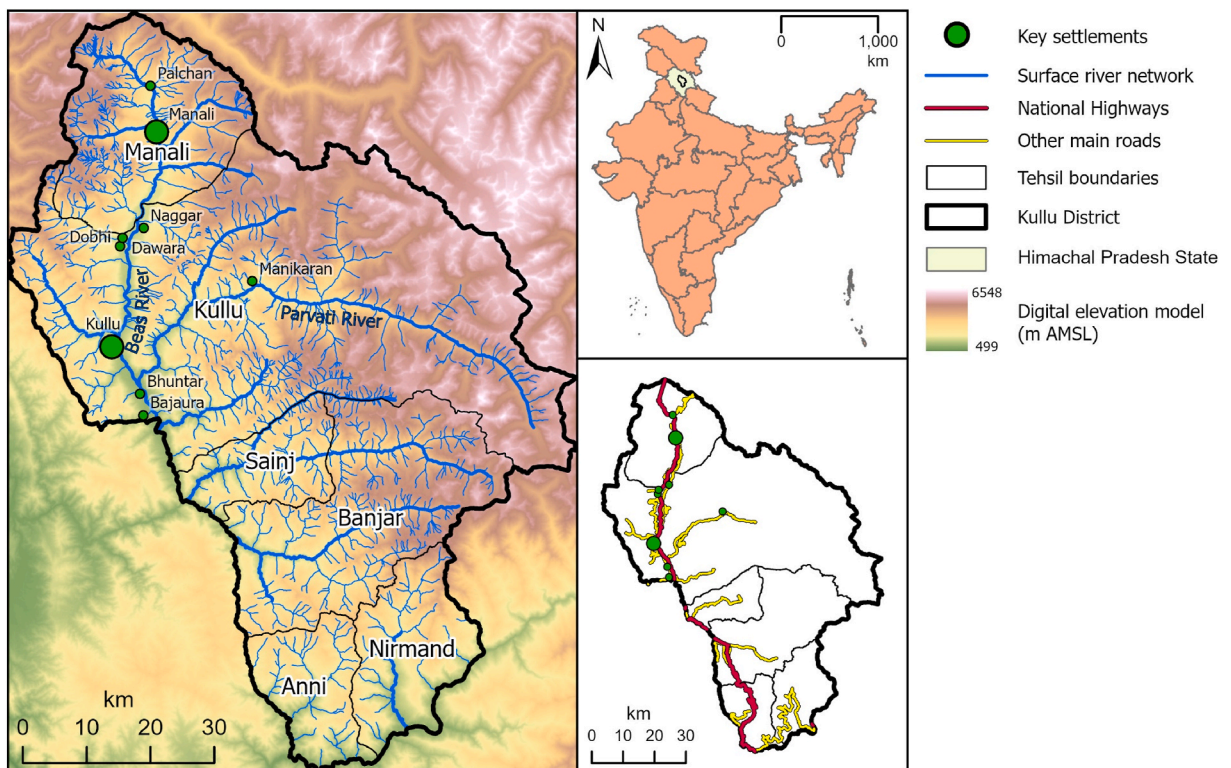 Palchan
Manali
Manali
Naggar
Dobhi
Dawara
Beas River
Manikaran
Kullu
Parvati River
Kullu
Bhuntar
Bajaura
Sainj
Banjar
Nirmand
Anni
km
0 10 20 30
N
0 1,000
km
km
0 10 20 30
Key settlements
Surface river network
National Highways
Other main roads
Tehsil boundaries
Kullu District
Himachal Pradesh State
6548
Digital elevation model
(m AMSL)
499